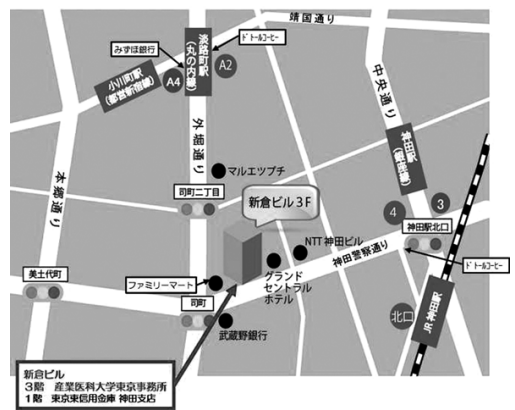 靖国通り
みずほ銀行
淡路町駅
(丸の内線)
ドトールコーヒー
A2
A4
小川町駅
(都営新宿線)
中央通り
外堀通り
神田駅
(銀座線)
本郷通り
マルエツプチ
司町二丁目
新倉ビル3F
4
3
神田駅北口
NTT神田ビル
神田警察通り
ドトールコーヒー
美土代町
ファミリーマート
グランド
セントラル
ホテル
司町
武蔵野銀行
北口
JR神田駅
新倉ビル
3階 産業医科大学東京事務所
1階 東京東信用金庫 神田支店